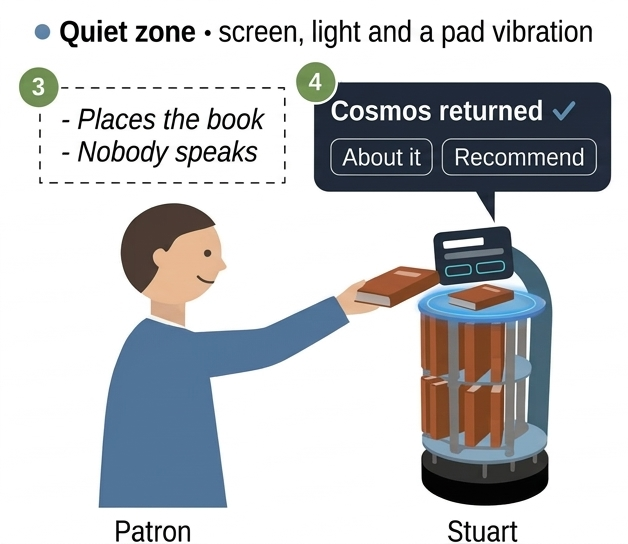 Quiet zone • screen, light and a pad vibration
3
- Places the book
- Nobody speaks
4
Cosmos returned ✓
About it
Recommend
Patron
Stuart